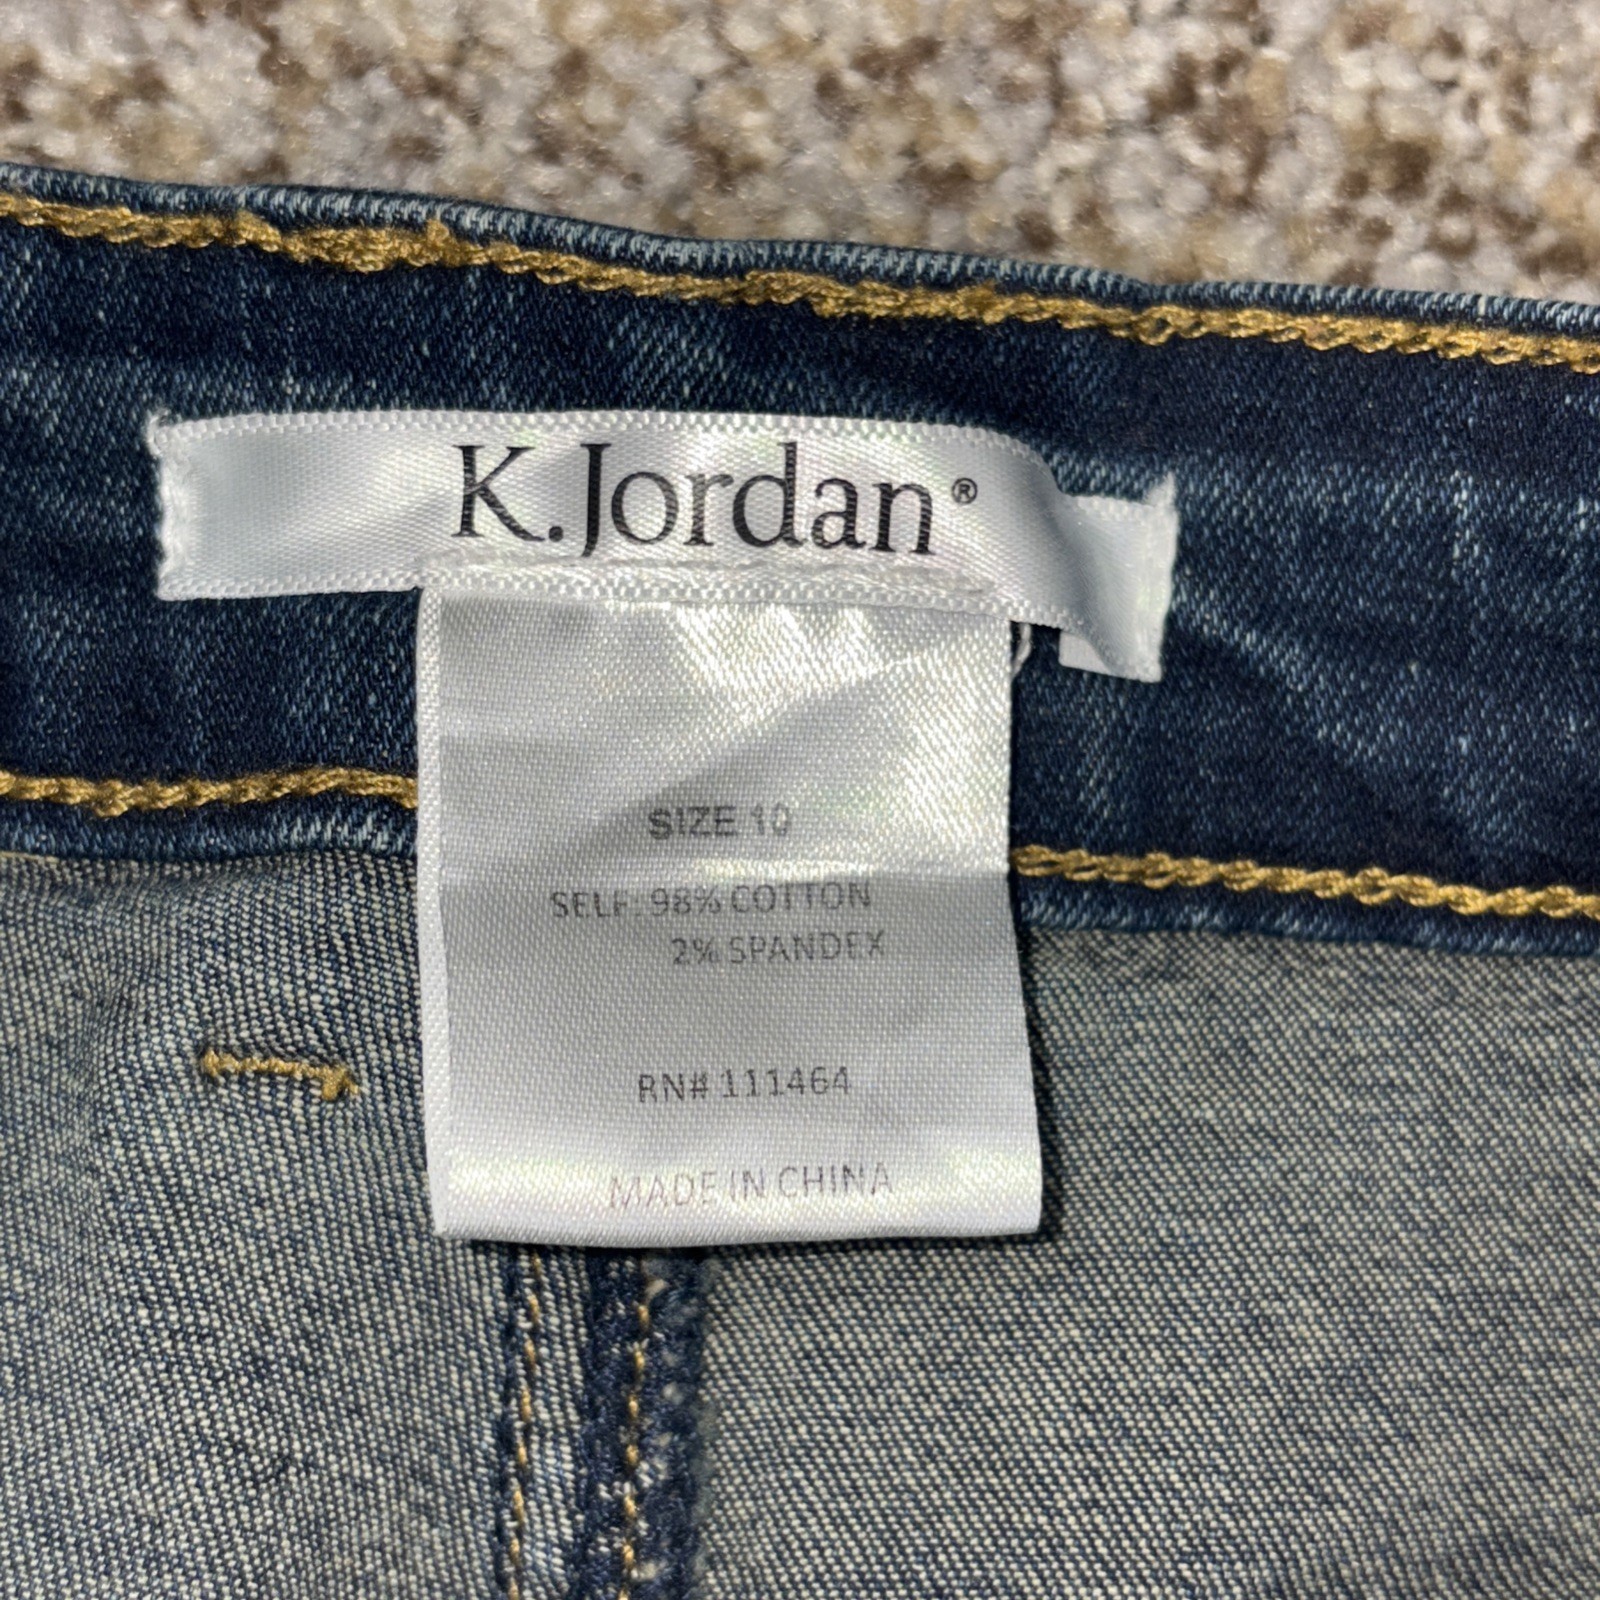 K.Jordan®
SIZE 10
SELF: 98% COTTON
2% SPANDEX
RN# 111464
MADE IN CHINA